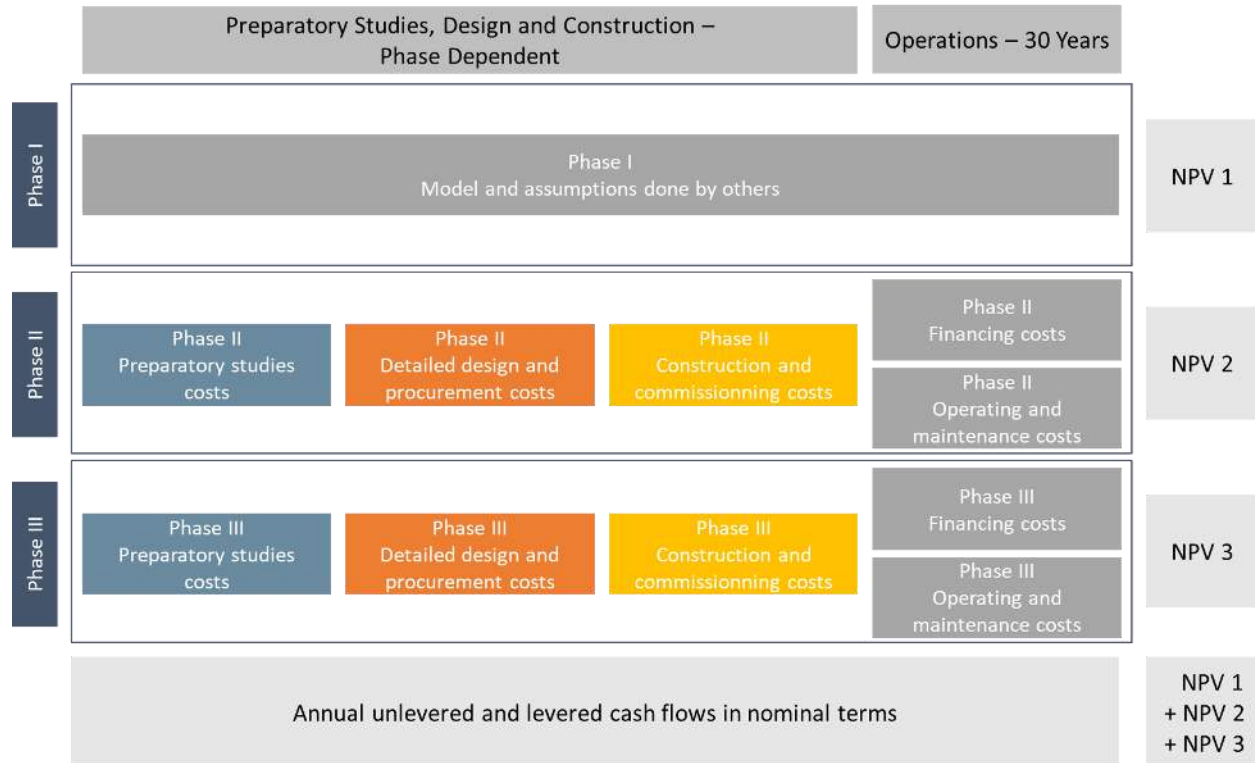 Preparatory Studies, Design and Construction –
Phase Dependent
Operations – 30 Years
Phase I
Phase I
Model and assumptions done by others
NPV 1
Phase II
Phase II
Preparatory studies
costs
Phase II
Detailed design and
procurement costs
Phase II
Construction and
commissionning costs
Phase II
Financing costs
Phase II
Operating and
maintenance costs
NPV 2
Phase III
Phase III
Preparatory studies
costs
Phase III
Detailed design and
procurement costs
Phase III
Construction and
commissionning costs
Phase III
Financing costs
Phase III
Operating and
maintenance costs
NPV 3
Annual unlevered and levered cash flows in nominal terms
NPV 1
+ NPV 2
+ NPV 3